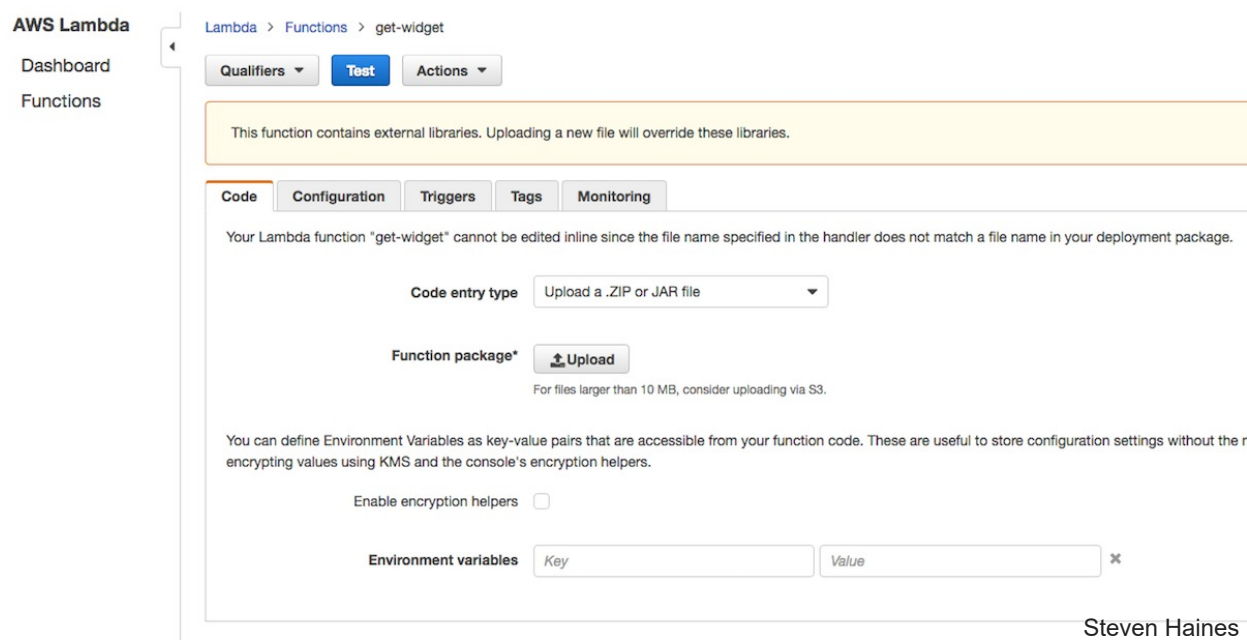 AWS Lambda
Dashboard
Functions
Lambda > Functions > get-widget
Qualifiers
Test
Actions
This function contains external libraries. Uploading a new file will override these libraries.
Code
Configuration
Triggers
Tags
Monitoring
Your Lambda function "get-widget" cannot be edited inline since the file name specified in the handler does not match a file name in your deployment package.
Code entry type
Upload a .ZIP or JAR file
Function package*
Upload
For files larger than 10 MB, consider uploading via S3.
You can define Environment Variables as key-value pairs that are accessible from your function code. These are useful to store configuration settings without the
encrypting values using KMS and the console's encryption helpers.
Enable encryption helpers
Environment variables
Key
Value
Steven Haines